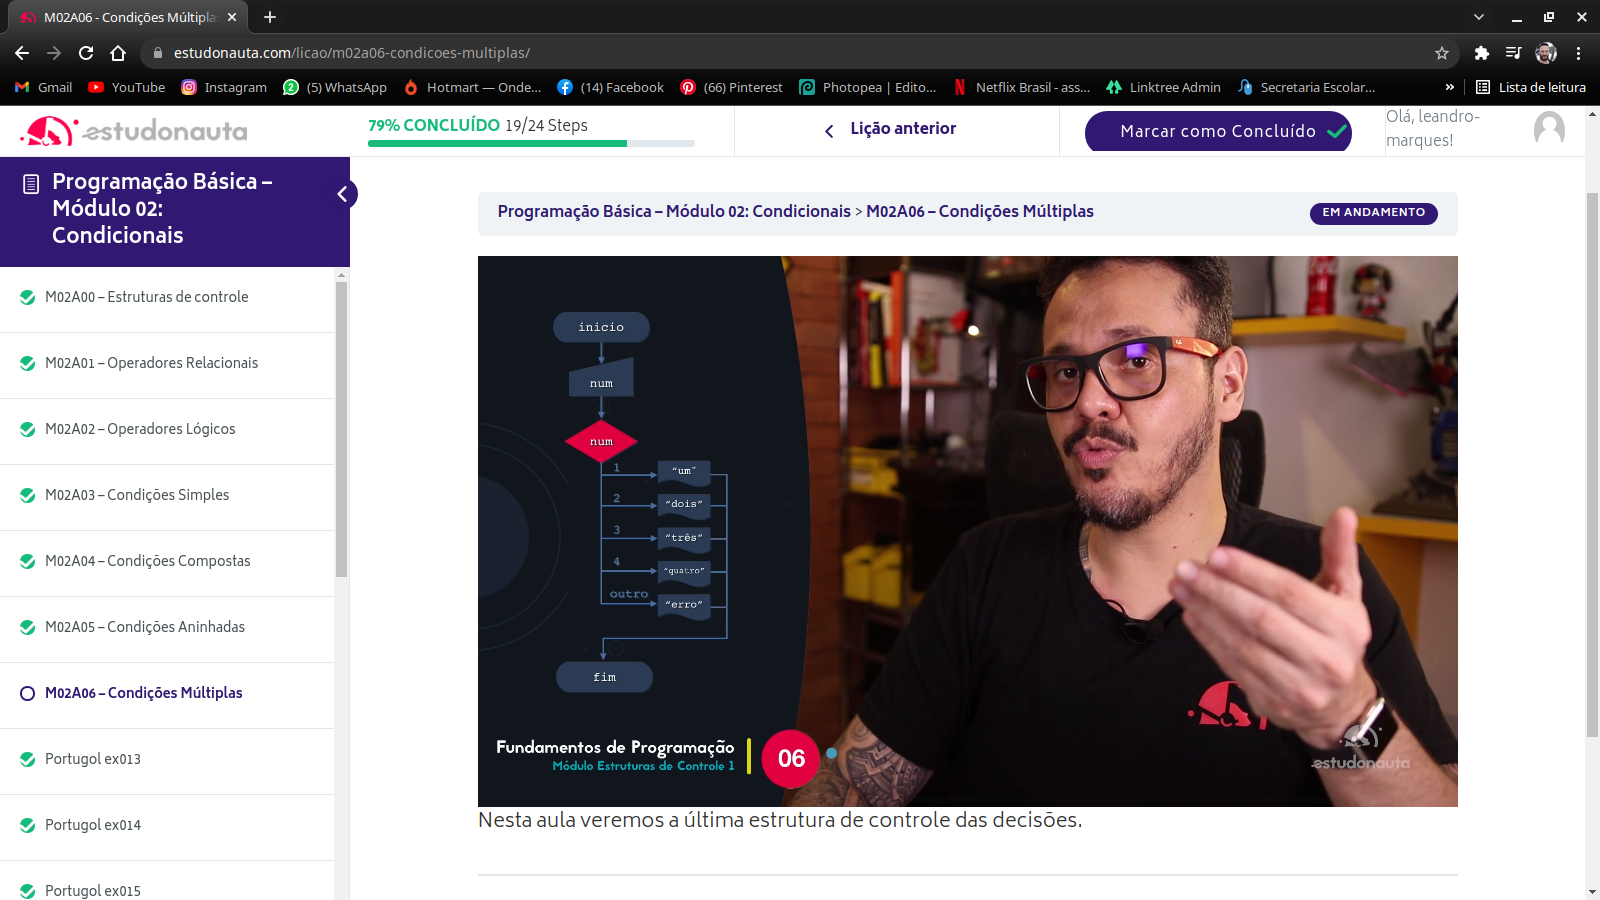 M02A06 - Condições Múltipla
estudonauta.com/licao/m02a06-condicoes-multiplas/
Gmail
YouTube
Instagram
(5) WhatsApp
Hotmart — Onde...
(14) Facebook
(66) Pinterest
Photopea | Edito...
Netflix Brasil - ass...
Linktree Admin
Secretaria Escolar...
»
Lista de leitura
estudonauta
79% CONCLUÍDO 19/24 Steps
Lição anterior
Marcar como Concluído
Olá, leandro-
marques!
Programação Básica –
Módulo 02:
Condicionais
M02A00 – Estruturas de controle
M02A01 – Operadores Relacionais
M02A02 – Operadores Lógicos
M02A03 – Condições Simples
M02A04 – Condições Compostas
M02A05 – Condições Aninhadas
M02A06 – Condições Múltiplas
Portugol ex013
Portugol ex014
Portugol ex015
Programação Básica – Módulo 02: Condicionais > M02A06 – Condições Múltiplas
EM ANDAMENTO
inicio
num
num
1 "um"
2 "dois"
3 "três"
4 "quatro"
outro "erro"
fim
Fundamentos de Programação
Módulo Estruturas de Controle 1
06
estudonauta
Nesta aula veremos a última estrutura de controle das decisões.